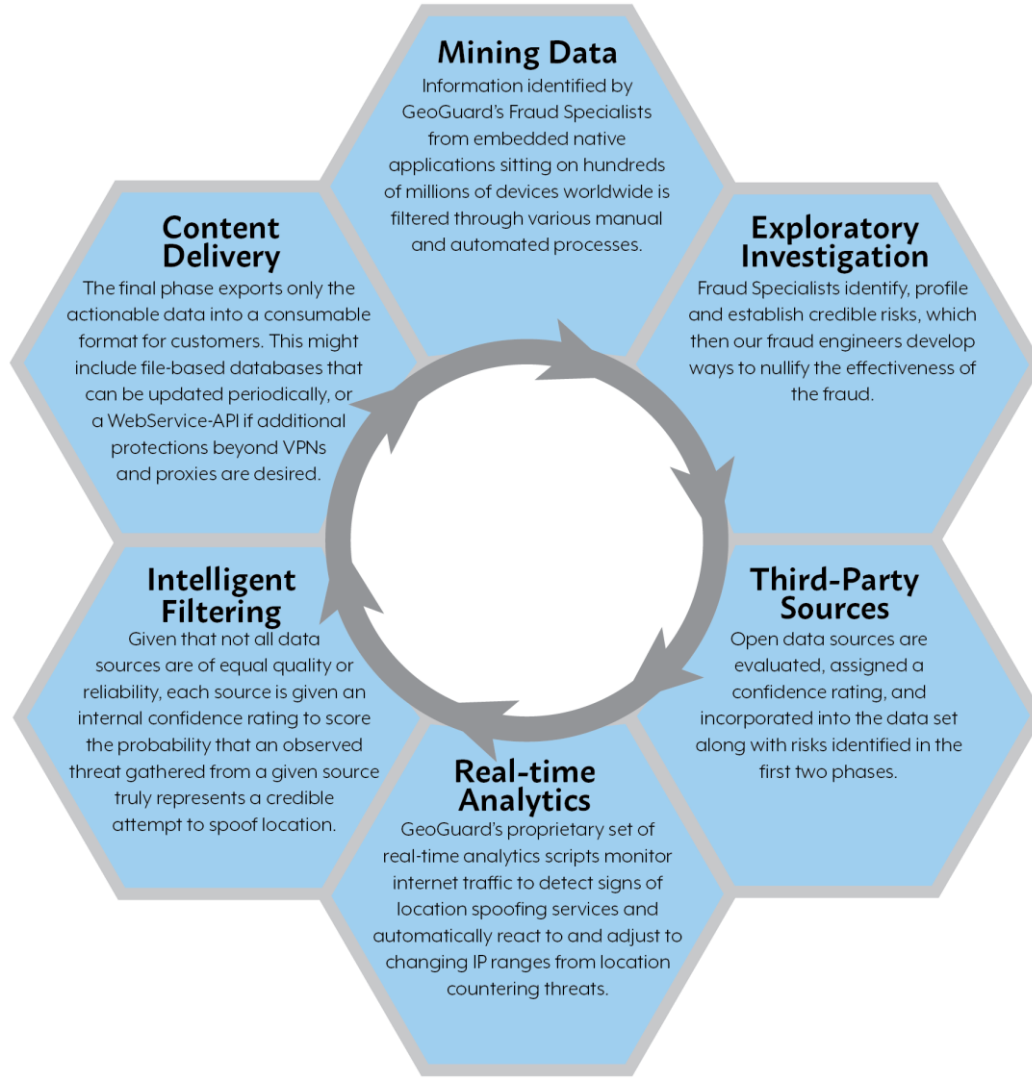 Mining Data
Information identified by
GeoGuard's Fraud Specialists
from embedded native
applications sitting on hundreds
of millions of devices worldwide is
filtered through various manual
and automated processes.
Exploratory
Investigation
Fraud Specialists identify, profile
and establish credible risks, which
then our fraud engineers develop
ways to nullify the effectiveness of
the fraud.
Third-Party
Sources
Open data sources are
evaluated, assigned a
confidence rating, and
incorporated into the data set
along with risks identified in the
first two phases.
Real-time
Analytics
GeoGuard's proprietary set of
real-time analytics scripts monitor
internet traffic to detect signs of
location spoofing services and
automatically react to and adjust to
changing IP ranges from location
countering threats.
Intelligent
Filtering
Given that not all data
sources are of equal quality or
reliability, each source is given an
internal confidence rating to score
the probability that an observed
threat gathered from a given source
truly represents a credible
attempt to spoof location.
Content
Delivery
The final phase exports only the
actionable data into a consumable
format for customers. This might
include file-based databases that
can be updated periodically, or
a WebService-API if additional
protections beyond VPNs
and proxies are desired.